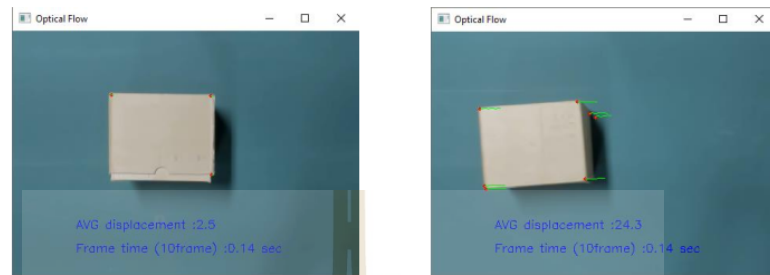 Optical Flow
AVG displacement :2.5
Frame time (10frame) :0.14 sec
Optical Flow
AVG displacement :24.3
Frame time (10frame) :0.14 sec